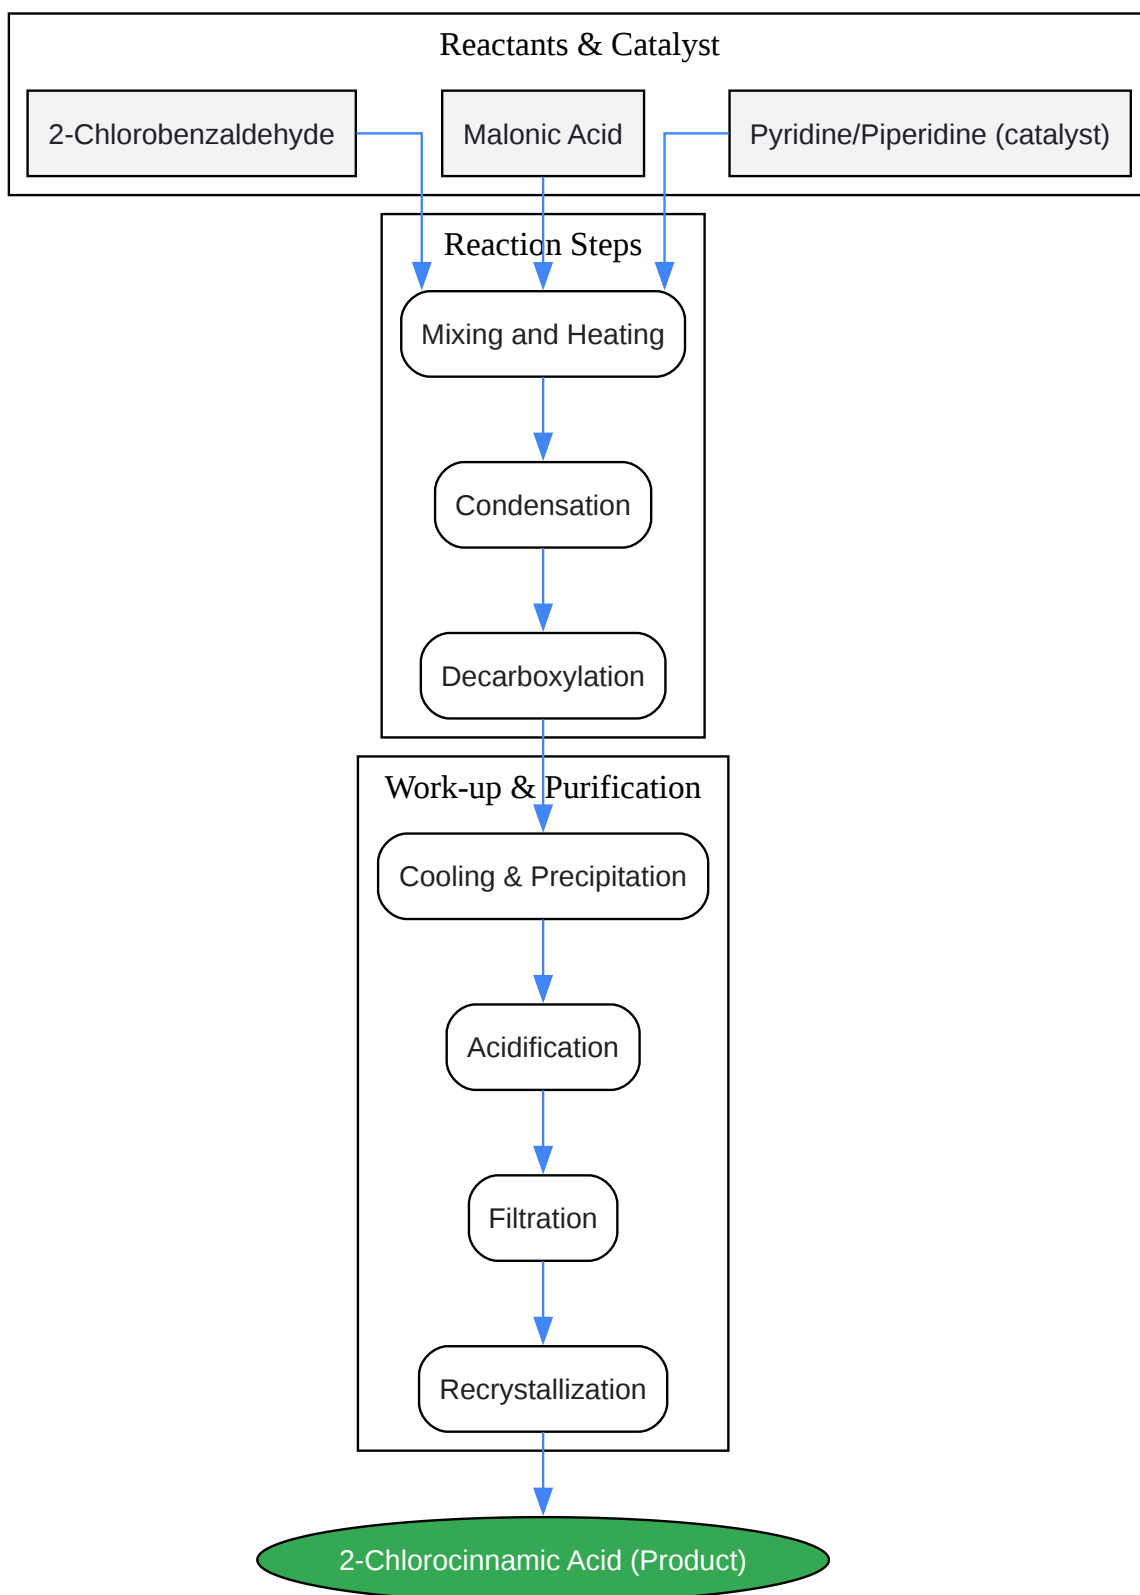 Reactants & Catalyst
2-Chlorobenzaldehyde
Malonic Acid
Pyridine/Piperidine (catalyst)
Reaction Steps
Mixing and Heating
Condensation
Decarboxylation
Work-up & Purification
Cooling & Precipitation
Acidification
Filtration
Recrystallization
2-Chlorocinnamic Acid (Product)